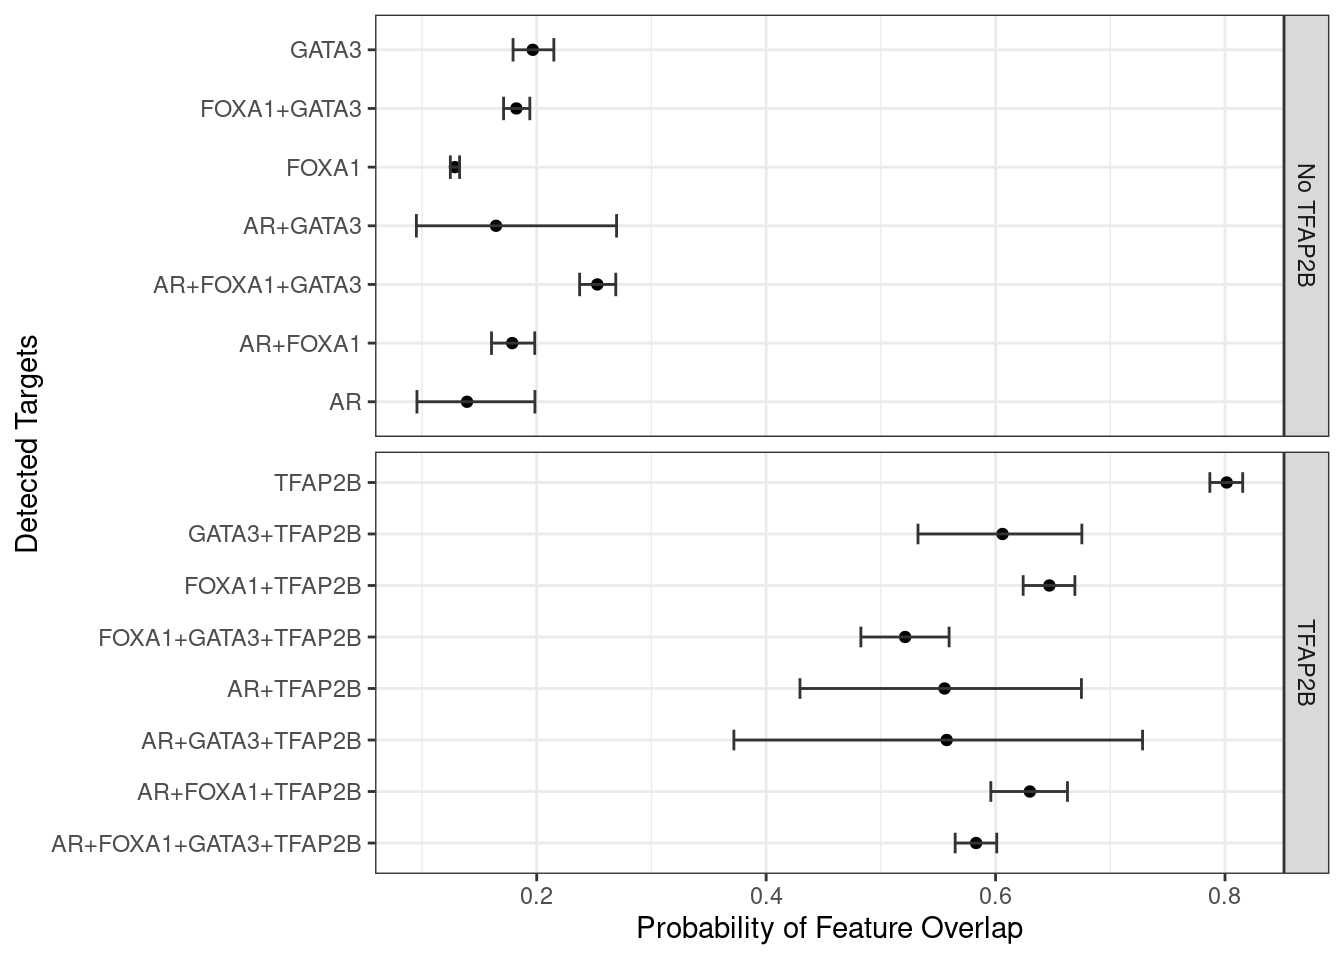 GATA3
FOXA1+GATA3
FOXA1
AR+GATA3
AR+FOXA1+GATA3
AR+FOXA1
AR
No TFAP2B
TFAP2B
GATA3+TFAP2B
FOXA1+TFAP2B
FOXA1+GATA3+TFAP2B
AR+TFAP2B
AR+GATA3+TFAP2B
AR+FOXA1+TFAP2B
AR+FOXA1+GATA3+TFAP2B
TFAP2B
Detected Targets
0.2 0.4 0.6 0.8
Probability of Feature Overlap